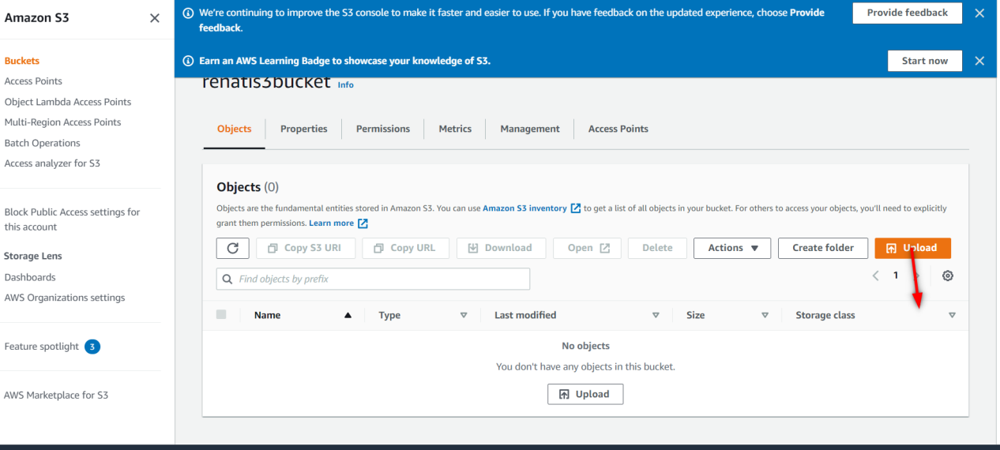 Amazon S3
We're continuing to improve the S3 console to make it faster and easier to use. If you have feedback on the updated experience, choose Provide
feedback.
Provide feedback
Earn an AWS Learning Badge to showcase your knowledge of S3.
Start now
Buckets
Access Points
Object Lambda Access Points
Multi-Region Access Points
Batch Operations
Access analyzer for S3
Block Public Access settings for
this account
Storage Lens
Dashboards
AWS Organizations settings
Feature spotlight 3
AWS Marketplace for S3
renatis3bucket Info
Objects Properties Permissions Metrics Management Access Points
Objects (0)
Objects are the fundamental entities stored in Amazon S3. You can use Amazon S3 inventory to get a list of all objects in your bucket. For others to access your objects, you'll need to explicitly
grant them permissions. Learn more
Copy S3 URI Copy URL Download Open Delete Actions Create folder Upload
Find objects by prefix
1
Name Type Last modified Size Storage class
No objects
You don't have any objects in this bucket.
Upload